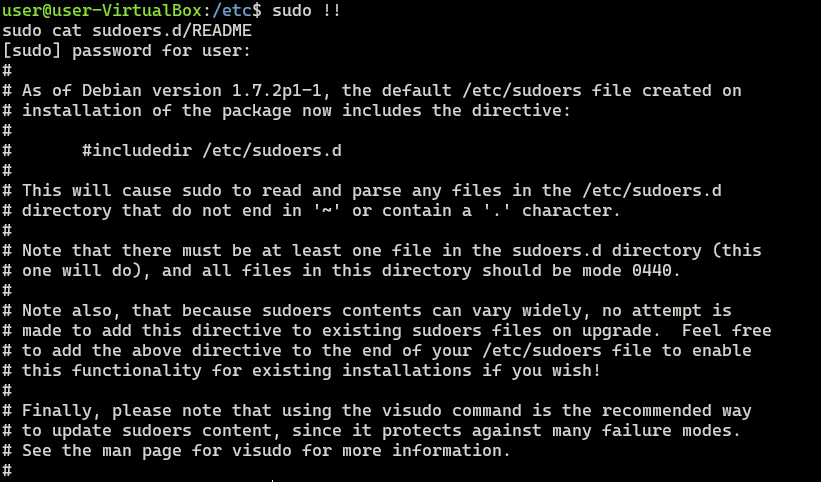 user@user-VirtualBox:/etc$ sudo !!
sudo cat sudoers.d/README
[sudo] password for user:
#
# As of Debian version 1.7.2p1-1, the default /etc/sudoers file created on
# installation of the package now includes the directive:
#
#       #includedir /etc/sudoers.d
#
# This will cause sudo to read and parse any files in the /etc/sudoers.d
# directory that do not end in '~' or contain a '.' character.
#
# Note that there must be at least one file in the sudoers.d directory (this
# one will do), and all files in this directory should be mode 0440.
#
# Note also, that because sudoers contents can vary widely, no attempt is
# made to add this directive to existing sudoers files on upgrade.  Feel free
# to add the above directive to the end of your /etc/sudoers file to enable
# this functionality for existing installations if you wish!
#
# Finally, please note that using the visudo command is the recommended way
# to update sudoers content, since it protects against many failure modes.
# See the man page for visudo for more information.
#